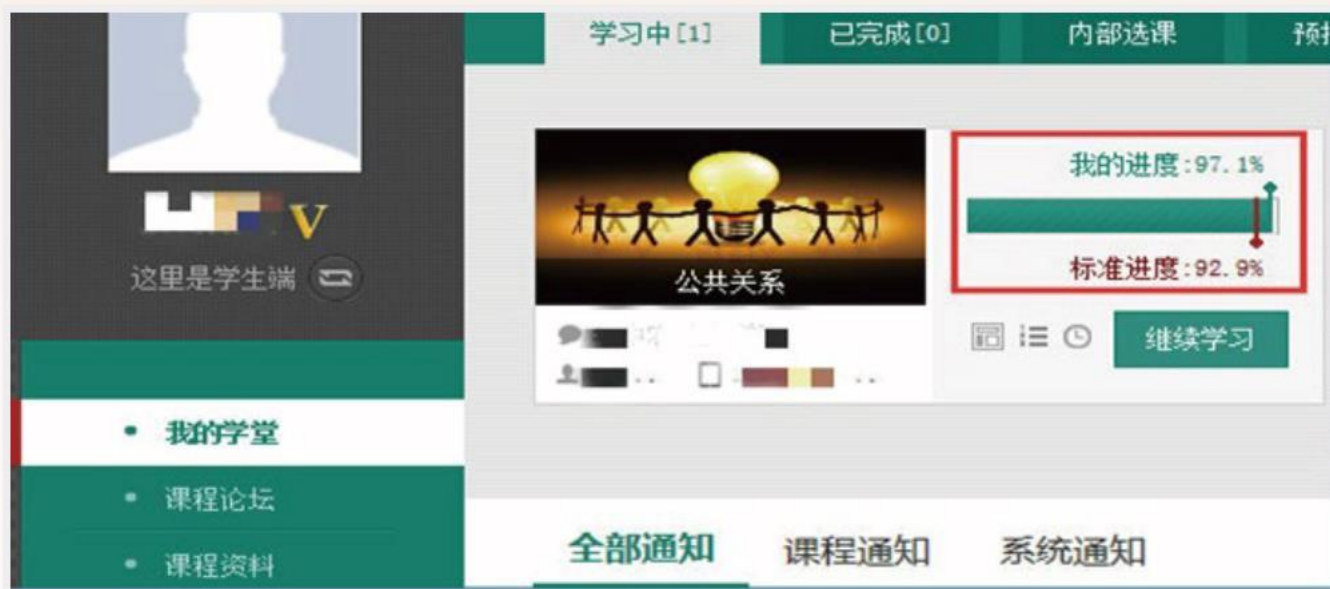 学习中[1]
已完成[0]
内部选课
V
这里是学生端
公共关系
我的进度:97.1%
标准进度:92.9%
继续学习
我的学堂
课程论坛
课程资料
全部通知
课程通知
系统通知